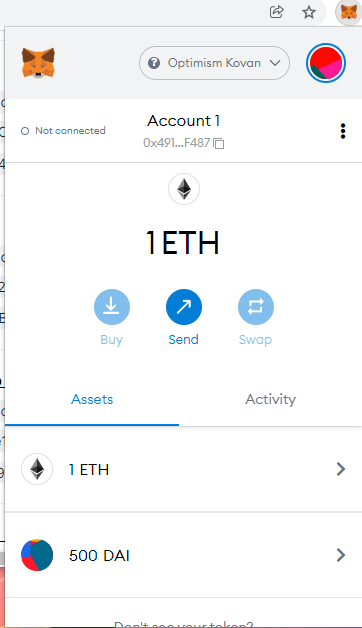 Optimism Kovan
Not connected
Account 1
0x491...F487
1 ETH
Buy
Send
Swap
Assets
Activity
1 ETH
500 DAI
Don't see your token?